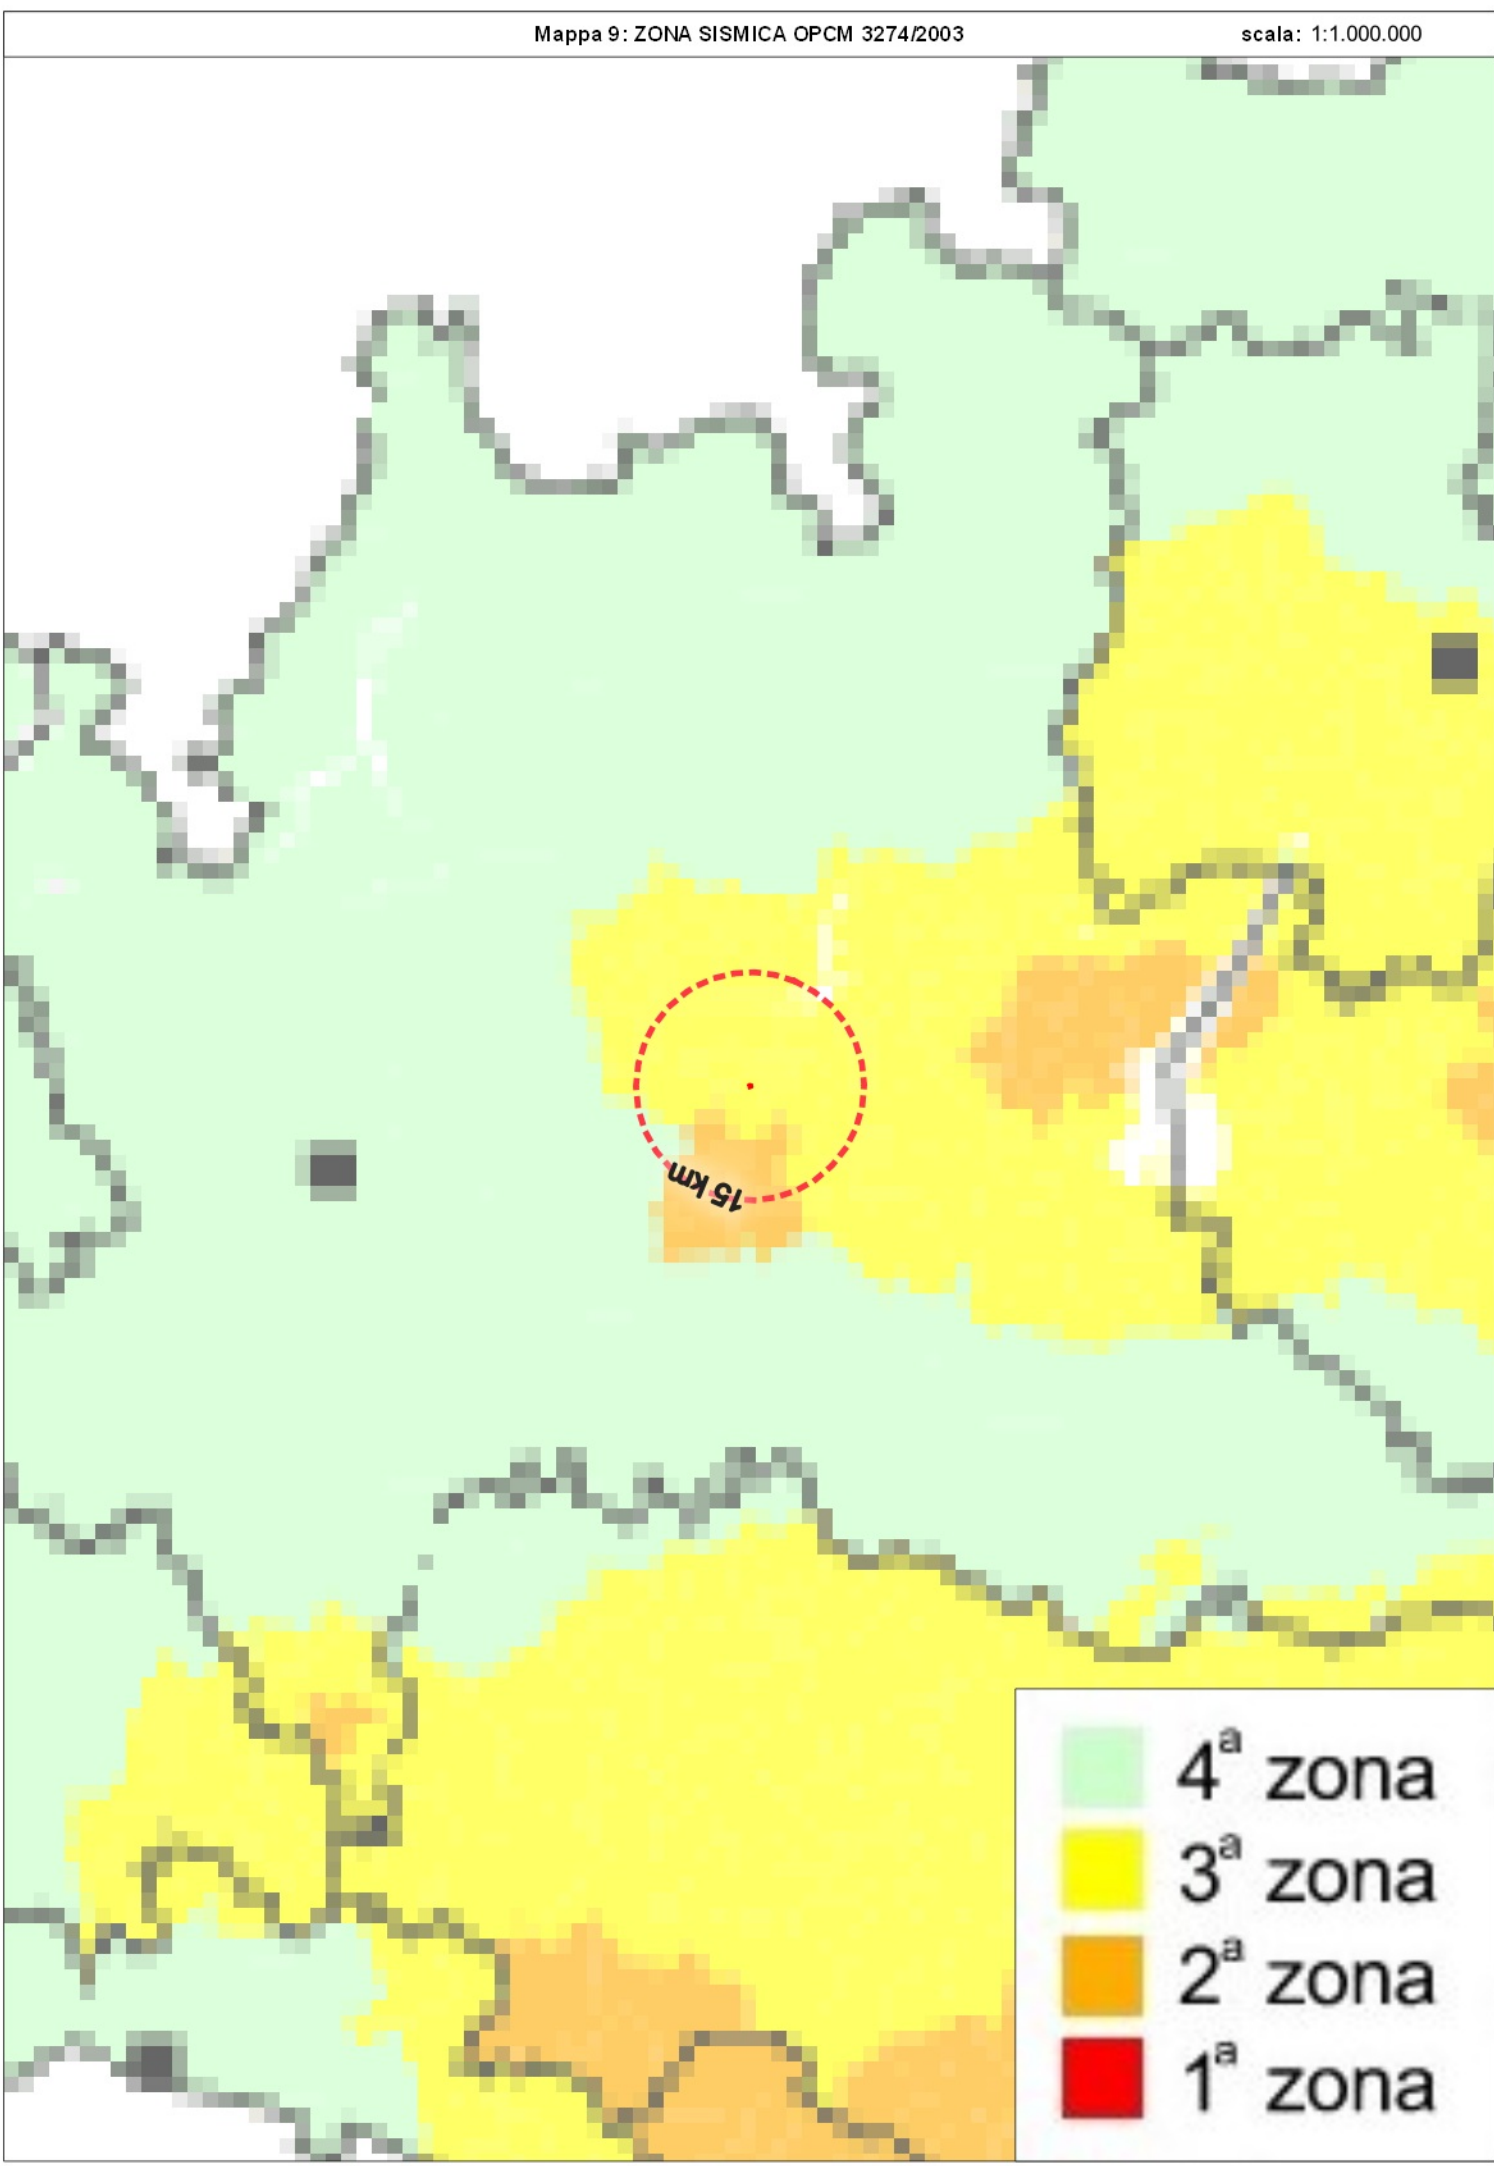 Mappa 9: ZONA SISMICA OPCM 3274/2003 scala: 1:1.000.000
15 km
4ª zona
3ª zona
2ª zona
1ª zona